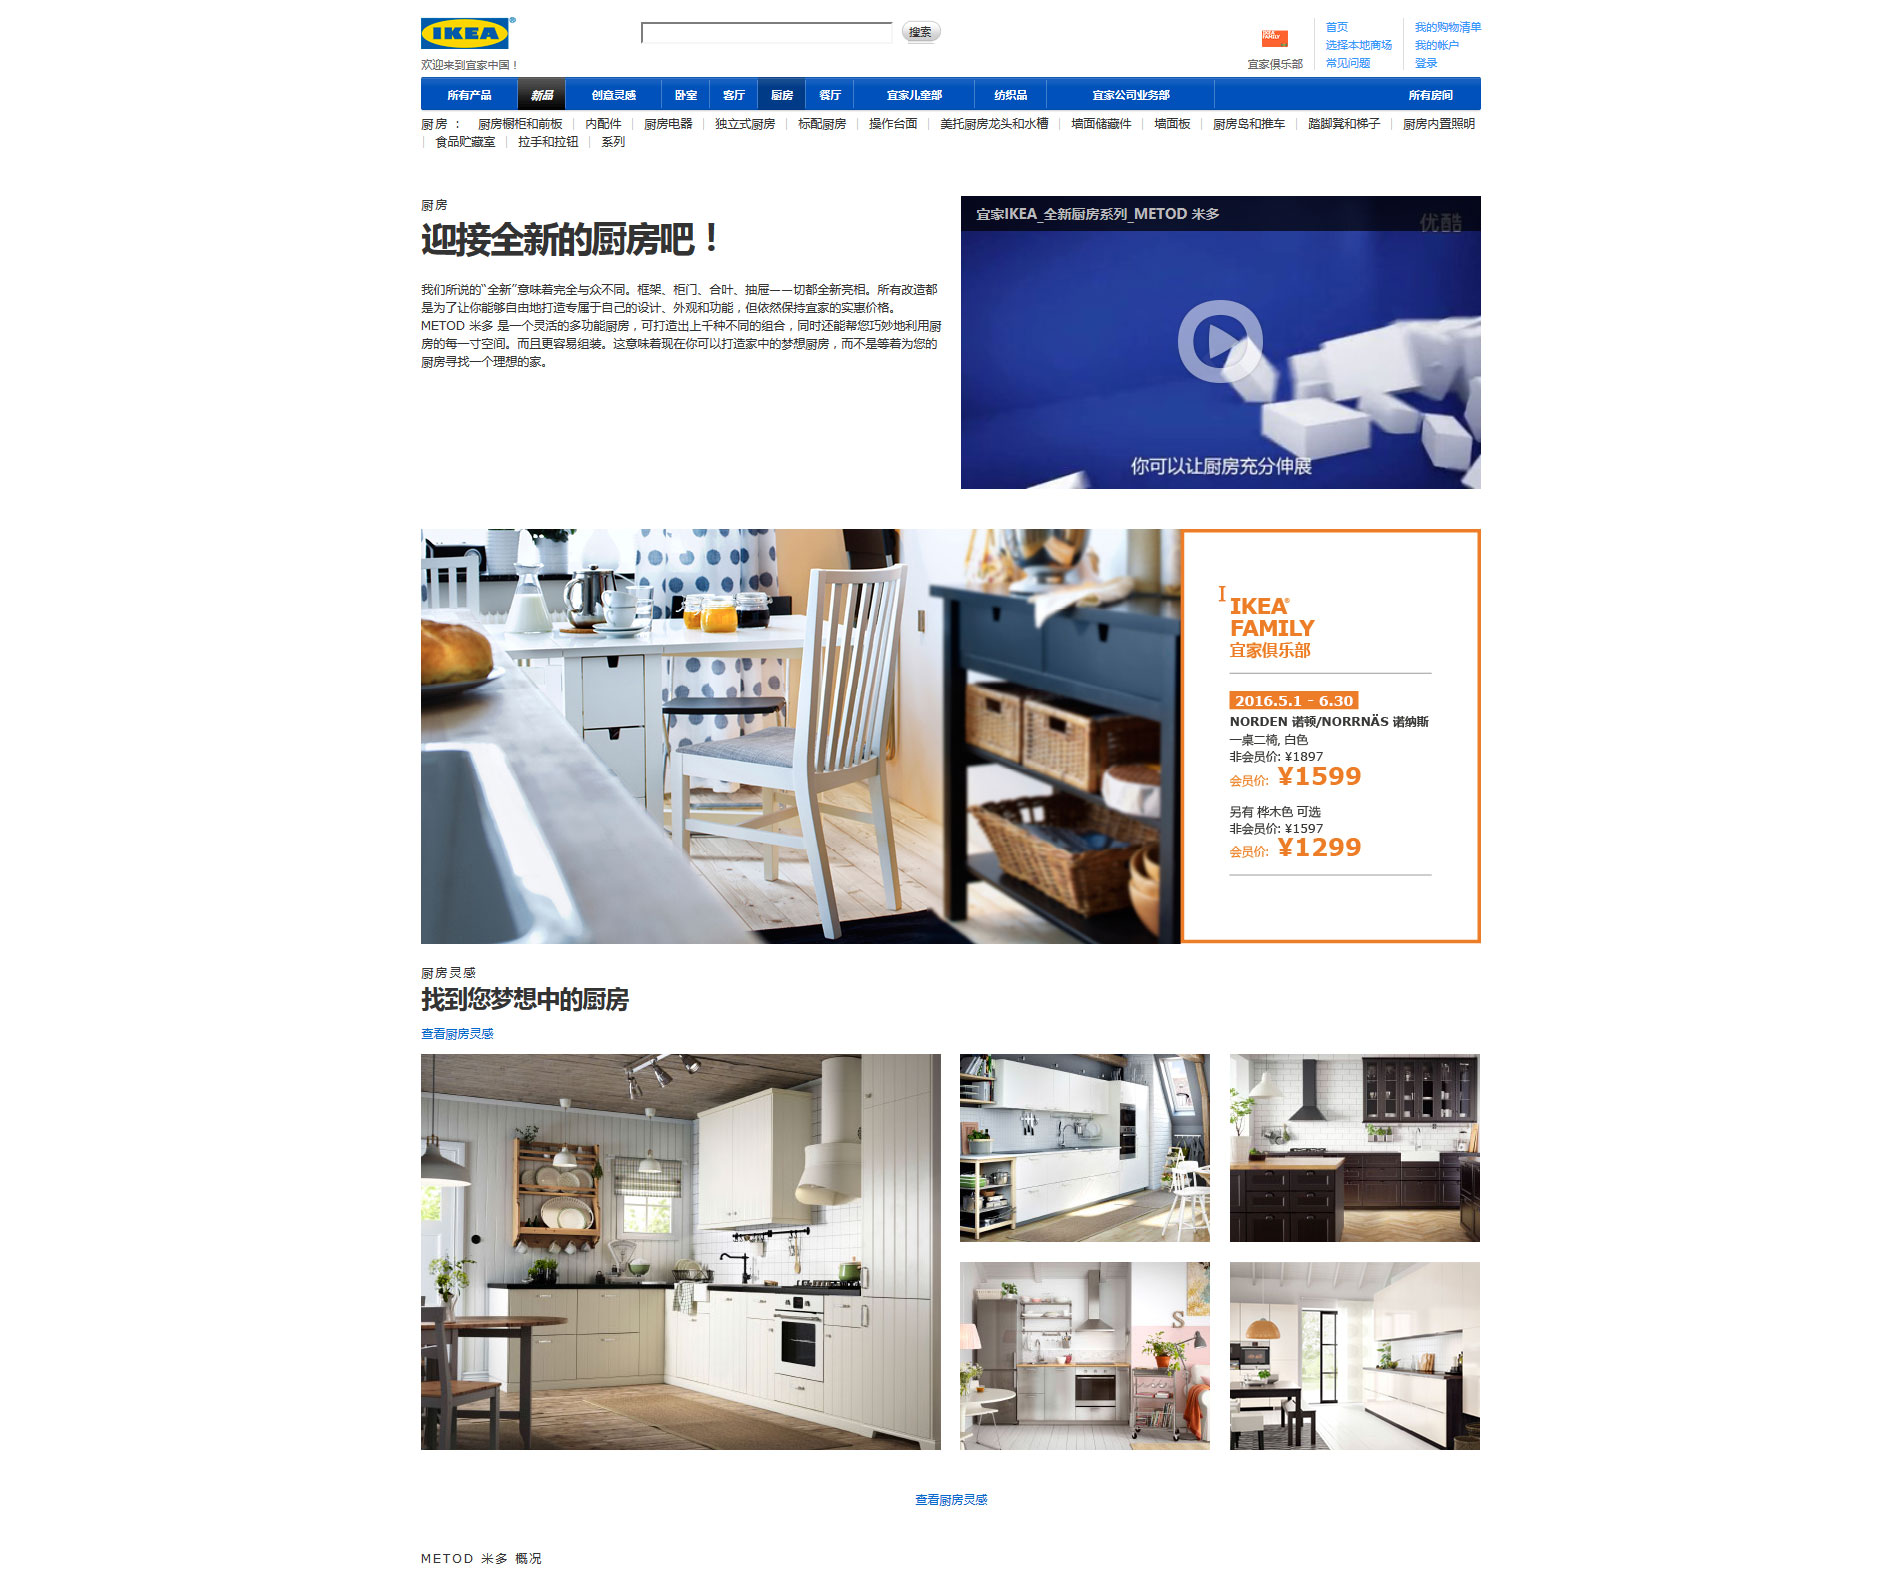 IKEA®
欢迎来到宜家中国！
搜索
宜家俱乐部
首页
选择本地商场
常见问题
我的购物清单
我的帐户
登录
所有产品 新品 创意灵感 卧室 客厅 厨房 餐厅 宜家儿童部 纺织品 宜家公司业务部 所有房间
厨房 ： 厨房橱柜和前板 | 内配件 | 厨房电器 | 独立式厨房 | 标配厨房 | 操作台面 | 美托厨房龙头和水槽 | 墙面储藏件 | 墙面板 | 厨房岛和推车 | 踏脚凳和梯子 | 厨房内置照明
| 食品贮藏室 | 拉手和拉钮 | 系列
厨房
迎接全新的厨房吧！
我们所说的“全新”意味着完全与众不同。框架、柜门、合叶、抽屉——一切都全新亮相。所有改造都
是为了让你能够自由地打造专属于自己的设计、外观和功能，但依然保持宜家的实惠价格。
METOD 米多 是一个灵活的多功能厨房，可打造出上千种不同的组合，同时还能帮您巧妙地利用厨
房的每一寸空间。而且更容易组装。这意味着现在你可以打造家中的梦想厨房，而不是等着为您的
厨房寻找一个理想的家。
宜家IKEA_全新厨房系列_METOD 米多
优酷
你可以让厨房充分伸展
IKEA®
FAMILY
宜家俱乐部
2016.5.1 - 6.30
NORDEN 诺顿/NORRNÄS 诺纳斯
一桌二椅, 白色
非会员价: ¥1897
会员价: ¥1599
另有 桦木色 可选
非会员价: ¥1597
会员价: ¥1299
厨房灵感
找到您梦想中的厨房
查看厨房灵感
S
查看厨房灵感
METOD 米多 概况